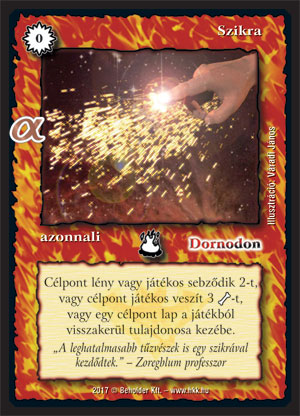 0
Szikra
α
Illusztráció: Váradi János
azonnali
Dornodon
Célpont lény vagy játékos sebződik 2-t,
vagy célpont játékos veszít 3 -t,
vagy egy célpont lap a játékból
visszakerül tulajdonosa kezébe.
„A leghatalmasabb tűzvészek is egy szikrával
kezdődtek.” – Zoregblum professzor
2017 © Beholder Kft. – www.hkk.hu